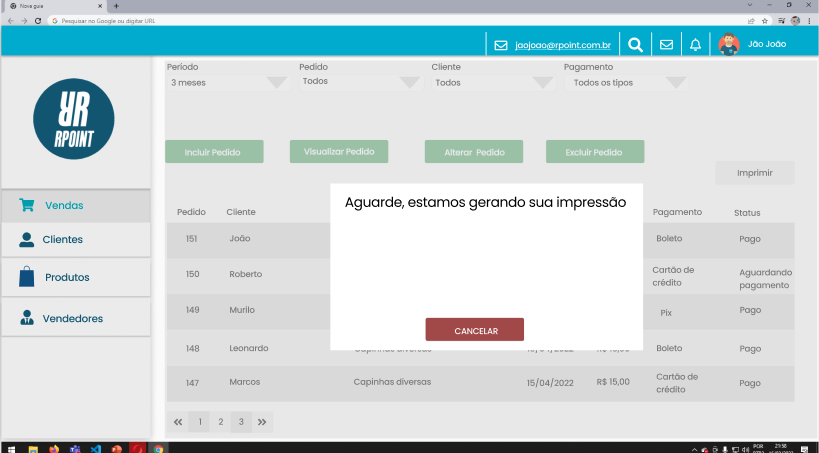 Nova guia
Pesquisar no Google ou digitar URL
jaojoao@rpoint.com.br
Jão João
Período
Pedido
Cliente
Pagamento
3 meses
Todos
Todos
Todos os tipos
RPOINT
Incluir Pedido
Visualizar Pedido
Alterar Pedido
Excluir Pedido
Imprimir
Vendas
Clientes
Produtos
Vendedores
Aguarde, estamos gerando sua impressão
CANCELAR
Pedido
Cliente
Pagamento
Status
151
João
Boleto
Pago
150
Roberto
Cartão de
crédito
Aguardando
pagamento
149
Murilo
Pix
Pago
148
Leonardo
Capinhas diversas
Boleto
Pago
147
Marcos
Capinhas diversas
15/04/2022
R$ 15,00
Cartão de
crédito
Pago
1 2 3
POR
21:38